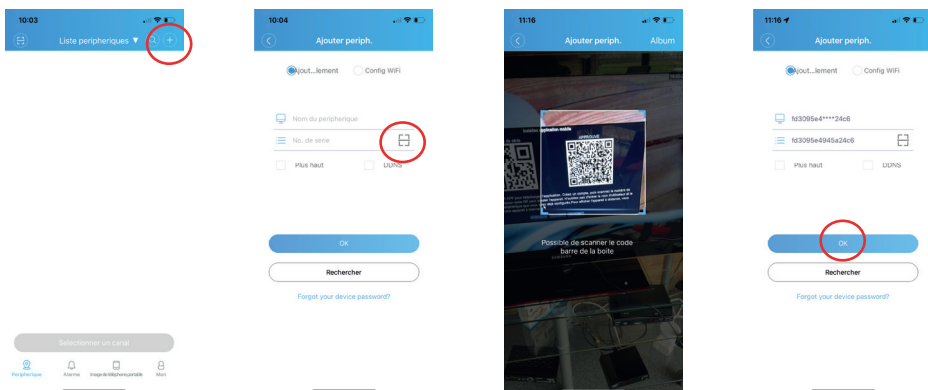 10:03
Liste peripheriques ▼
Selectionner un canal
Peripherique
Alarme
Image de téléphone portable
Mien
10:04
Ajouter periph.
Ajout...lement
Config WiFi
Nom du peripherique
No. de serie
Plus haut
DDNS
OK
Rechercher
Forgot your device password?
11:16
Ajouter periph.
Album
APPROUVE
Possible de scanner le code
barre de la boite
11:16
Ajouter periph.
Ajout...lement
Config WiFi
fd3095e4****24c6
fd3095e4945a24c6
Plus haut
DDNS
OK
Rechercher
Forgot your device password?